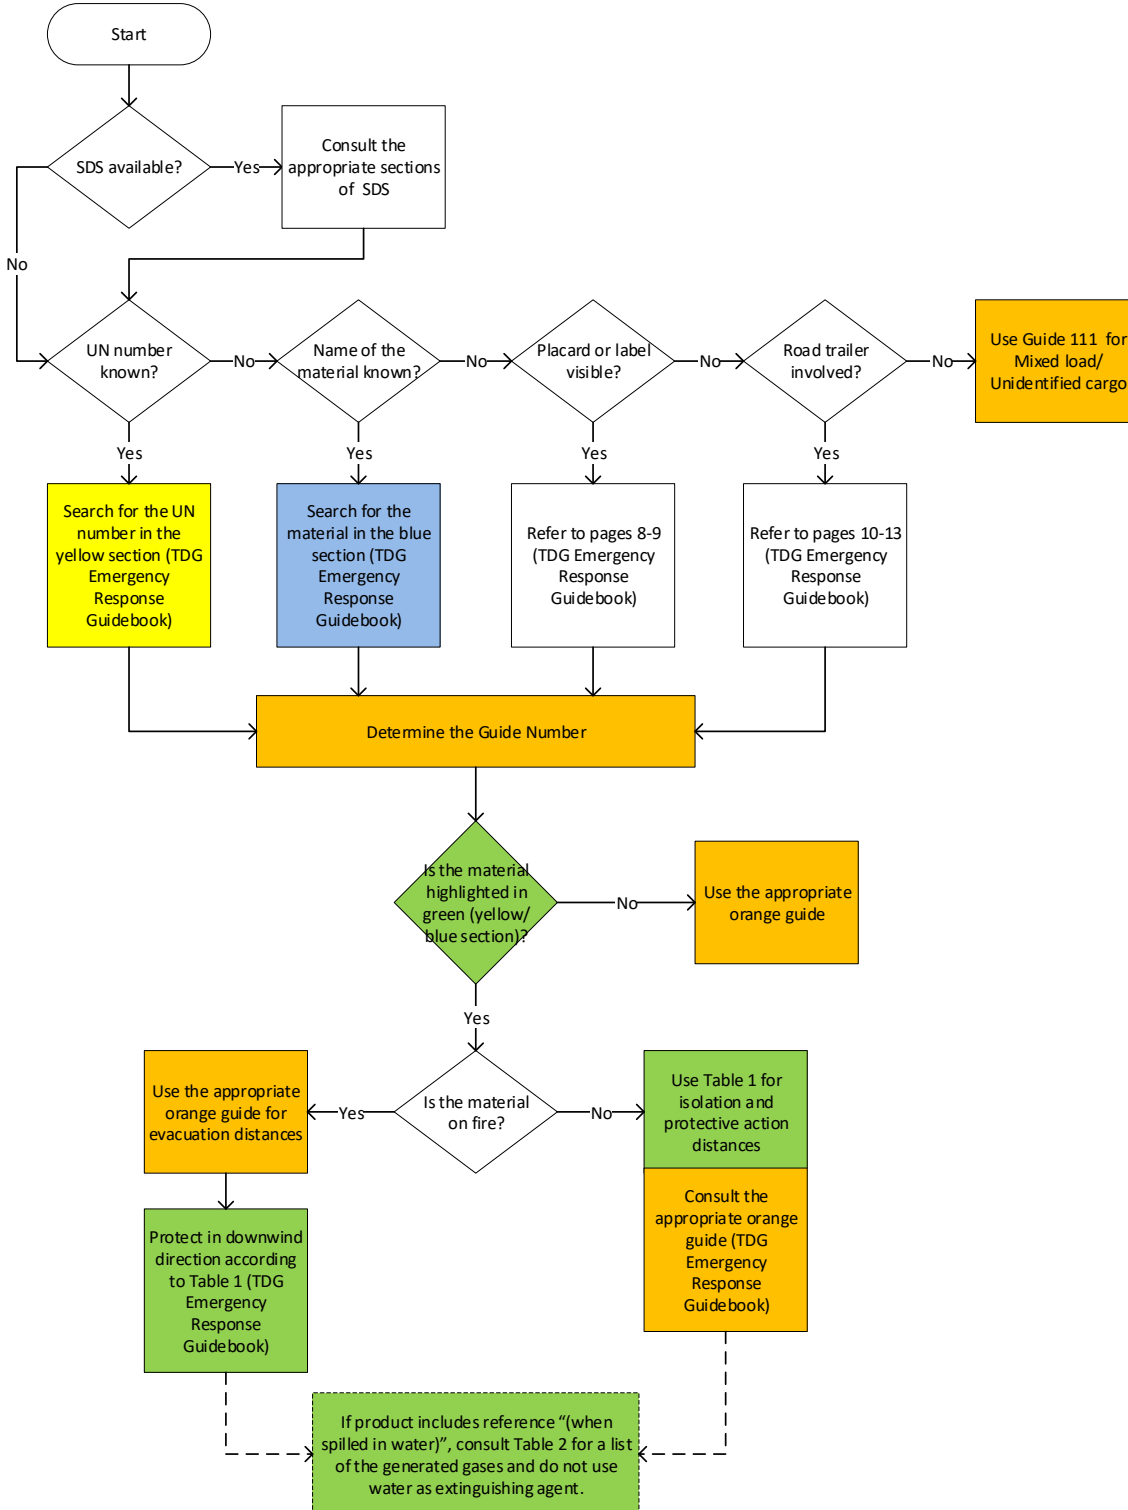 Start
SDS available?
Yes
Consult the
appropriate sections
of SDS
No
UN number
known?
No
Name of the
material known?
No
Placard or label
visible?
No
Road trailer
involved?
No
Use Guide 111 for
Mixed load/
Unidentified cargo
Yes
Yes
Yes
Yes
Search for the UN
number in the
yellow section (TDG
Emergency
Response
Guidebook)
Search for the
material in the blue
section (TDG
Emergency
Response
Guidebook)
Refer to pages 8-9
(TDG Emergency
Response
Guidebook)
Refer to pages 10-13
(TDG Emergency
Response
Guidebook)
Determine the Guide Number
Is the material
highlighted in
green (yellow/
blue section)?
No
Use the appropriate
orange guide
Yes
Is the material
on fire?
Yes
Use the appropriate
orange guide for
evacuation distances
No
Use Table 1 for
isolation and
protective action
distances
Protect in downwind
direction according
to Table 1 (TDG
Emergency
Response
Guidebook)
Consult the
appropriate orange
guide (TDG
Emergency
Response
Guidebook)
If product includes reference “(when
spilled in water)”, consult Table 2 for a list
of the generated gases and do not use
water as extinguishing agent.